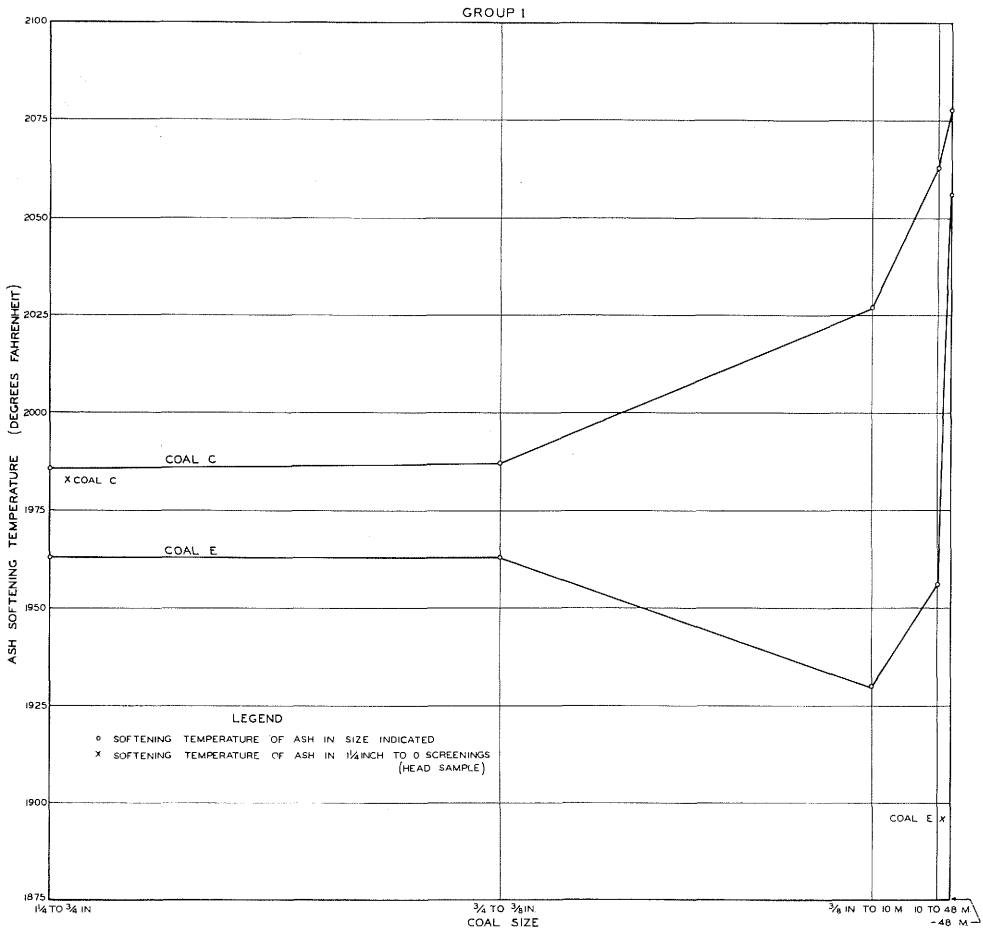 GROUP 1
2100
2075
2050
2025
2000
1975
1950
1925
1900
1875
ASH SOFTENING TEMPERATURE (DEGREES FAHRENHEIT)
COAL C
x COAL C
COAL E
LEGEND
o SOFTENING TEMPERATURE OF ASH IN SIZE INDICATED
x SOFTENING TEMPERATURE OF ASH IN 1¼ INCH TO 0 SCREENINGS
(HEAD SAMPLE)
COAL E x
1¼ TO ¾ IN
¾ TO ⅜ IN.
⅜ IN TO 10 M
10 TO 48 M.
-48 M
COAL SIZE